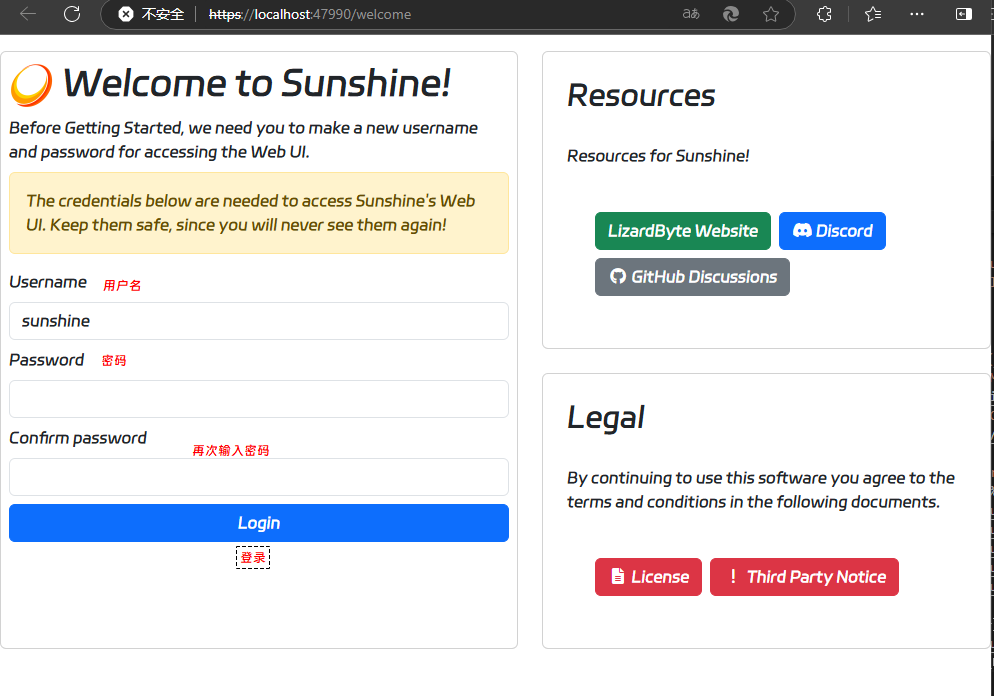 不安全 https://localhost:47990/welcome aあ
Welcome to Sunshine!
Before Getting Started, we need you to make a new username
and password for accessing the Web UI.
The credentials below are needed to access Sunshine's Web
UI. Keep them safe, since you will never see them again!
Username 用户名
sunshine
Password 密码
Confirm password 再次输入密码
Login
登录
Resources
Resources for Sunshine!
LizardByte Website Discord
GitHub Discussions
Legal
By continuing to use this software you agree to the
terms and conditions in the following documents.
License ! Third Party Notice